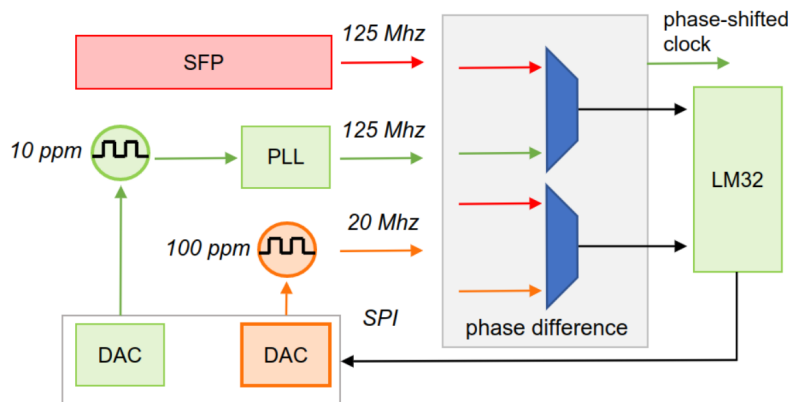 125 Mhz
phase-shifted
clock
SFP
10 ppm
125 Mhz
PLL
LM32
20 Mhz
100 ppm
SPI
phase difference
DAC
DAC